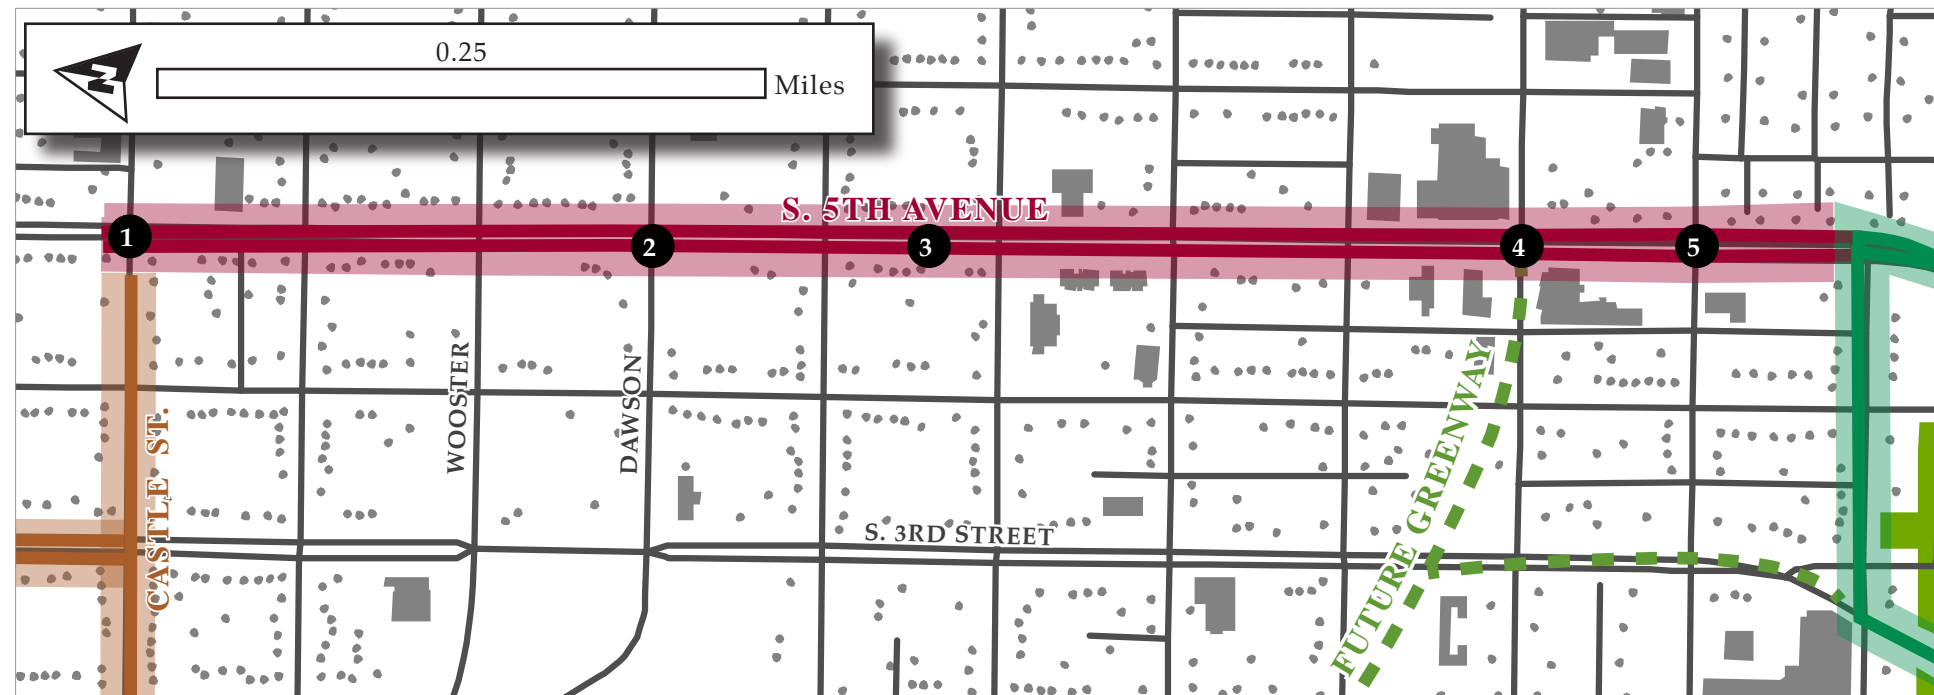 0.25
N
Miles
S. 5TH AVENUE
1
2
3
4
5
WOOSTER
DAWSON
CASTLE ST.
FUTURE GREENWAY
S. 3RD STREET